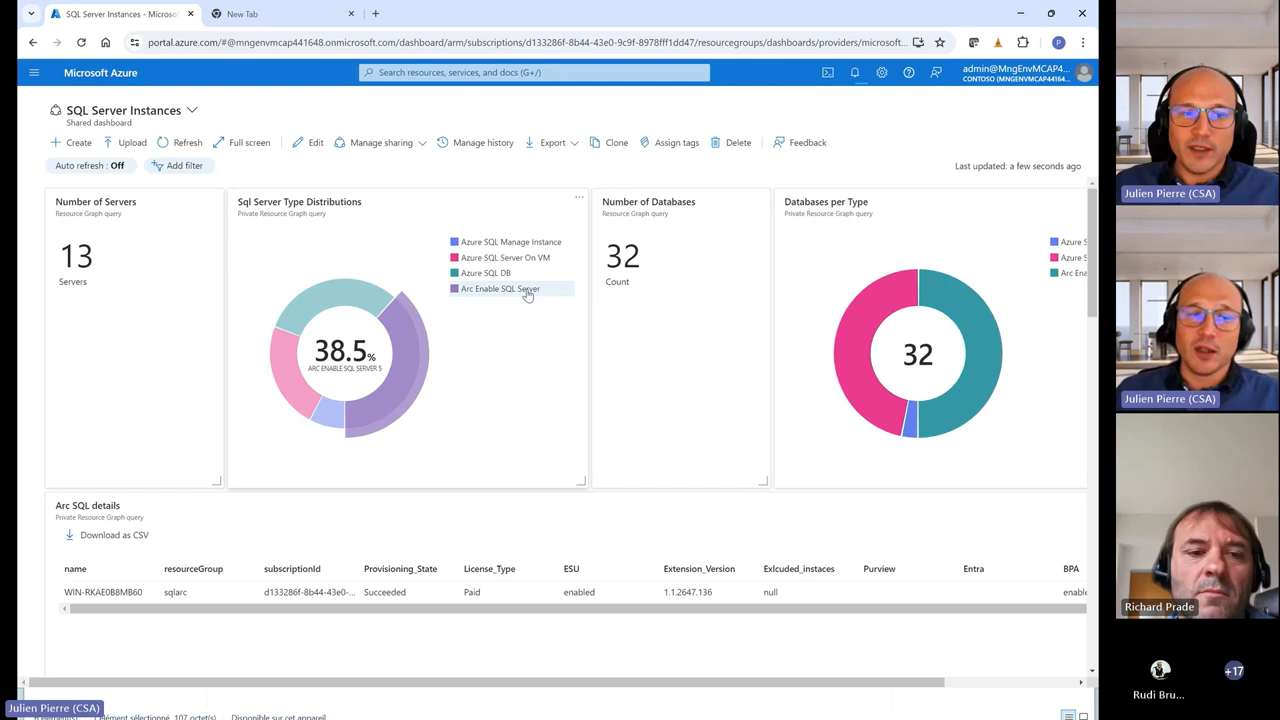 SQL Server Instances - Microso
New Tab
portal.azure.com/#@mngenvmcap441648.onmicrosoft.com/dashboard/arm/subscriptions/d133286f-8b44-43e0-9c9f-8978fff1dd47/resourcegroups/dashboards/providers/microsoft...
P
Microsoft Azure
Search resources, services, and docs (G+/)
admin@MngEnvMCAP4...
CONTOSO (MNGENVMCAP44164...
SQL Server Instances
Shared dashboard
Create
Upload
Refresh
Full screen
Edit
Manage sharing
Manage history
Export
Clone
Assign tags
Delete
Feedback
Auto refresh : Off
Add filter
Last updated: a few seconds ago
Number of Servers
Resource Graph query
13
Servers
Sql Server Type Distributions
Private Resource Graph query
Azure SQL Manage Instance
Azure SQL Server On VM
Azure SQL DB
Arc Enable SQL Server
38.5%
ARC ENABLE SQL SERVER 5
Number of Databases
Resource Graph query
32
Count
Databases per Type
Private Resource Graph query
Azure S
Azure S
Arc Ena
32
Arc SQL details
Private Resource Graph query
Download as CSV
name resourceGroup subscriptionId Provisioning_State License_Type ESU Extension_Version Exlcuded_instaces Purview Entra BPA
WIN-RKAE0B8MB60 sqlarc d133286f-8b44-43e0-... Succeeded Paid enabled 1.1.2647.136 null enable
Julien Pierre (CSA)
élément sélectionné 107 octet(s) Disponible sur cet appareil
Julien Pierre (CSA)
Julien Pierre (CSA)
Richard Prade
Rudi Bru...
+17